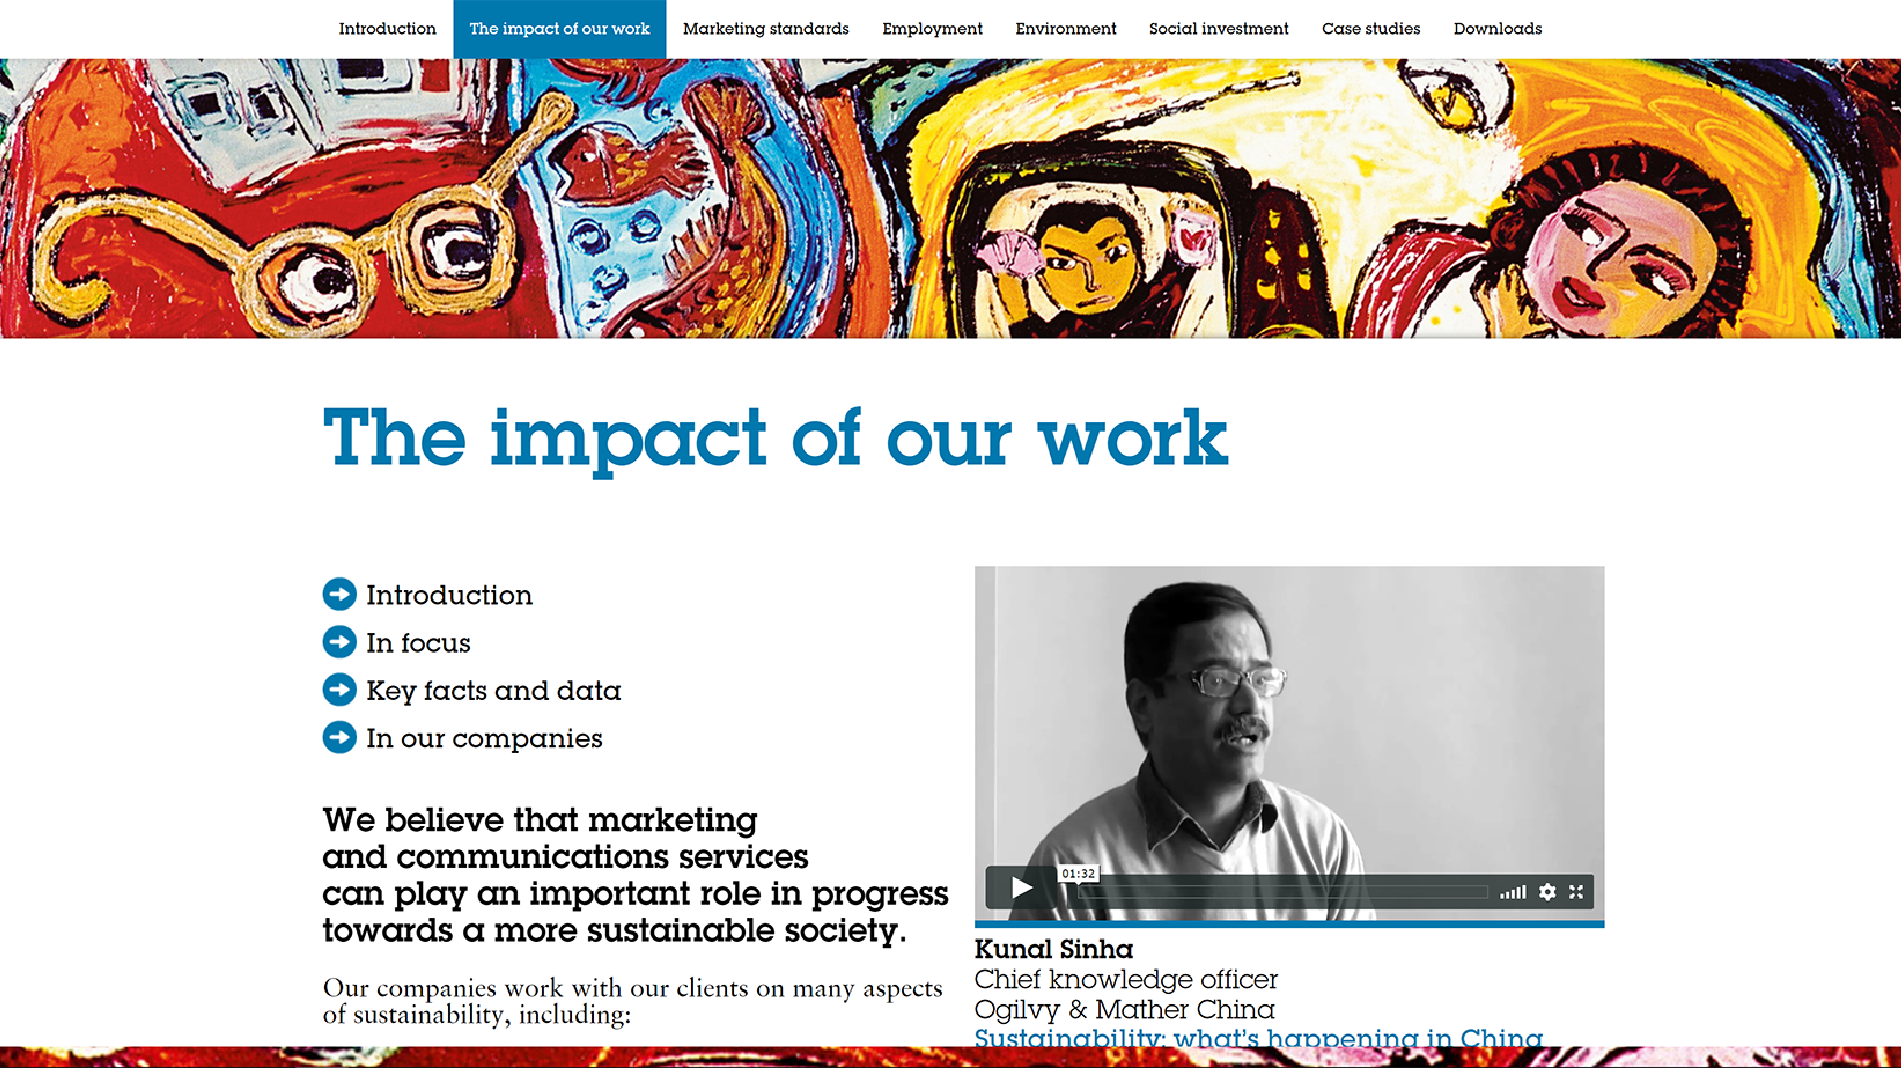 Introduction
The impact of our work
Marketing standards
Employment
Environment
Social investment
Case studies
Downloads
The impact of our work
Introduction
In focus
Key facts and data
In our companies
We believe that marketing
and communications services
can play an important role in progress
towards a more sustainable society.
Our companies work with our clients on many aspects
of sustainability, including:
01:32
Kunal Sinha
Chief knowledge officer
Ogilvy & Mather China
Sustainability: what's happening in China